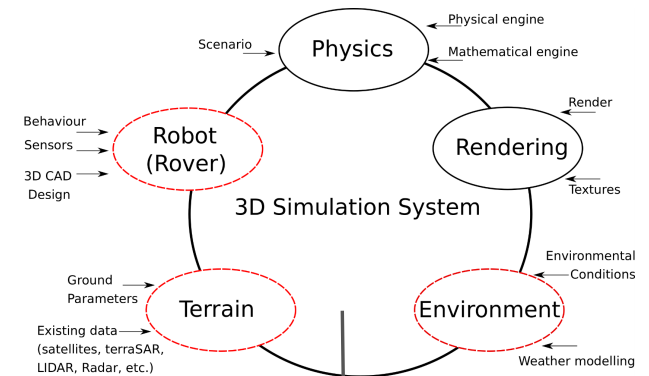 Physical engine
Scenario
Physics
Mathematical engine
Render
Behaviour
Robot
(Rover)
Sensors
Rendering
3D CAD
Design
Textures
3D Simulation System
Environmental
Conditions
Ground
Parameters
Terrain
Environment
Existing data
(satellites, terraSAR,
LIDAR, Radar, etc.)
Weather modelling